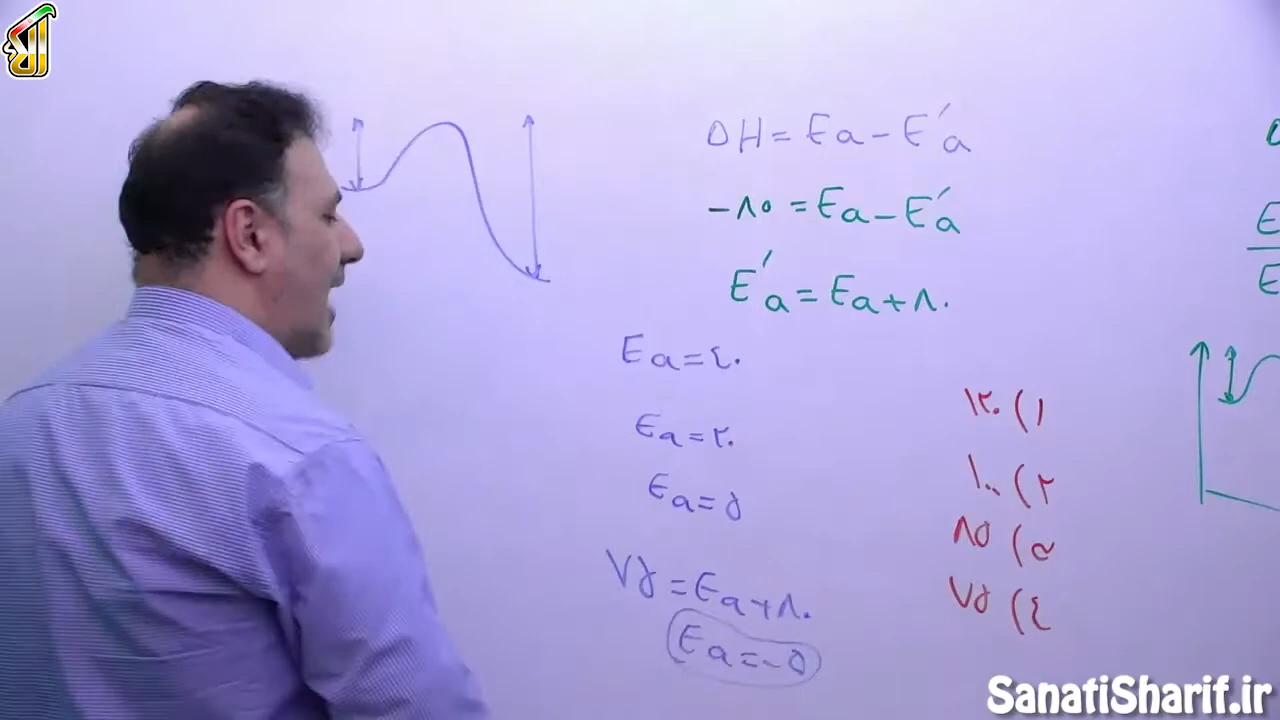 ΔH = Ea - E'a
-۸۰ = Ea - E'a
E'a = Ea + ۸۰
Ea = ۴۰
Ea = ۲۰
Ea = ۵
۷۵ = Ea + ۸۰
Ea = -۵
۱) ۱۲۰
۲) ۱۰۰
۳) ۸۵
۴) ۷۵
E
E
SanatiSharif.ir